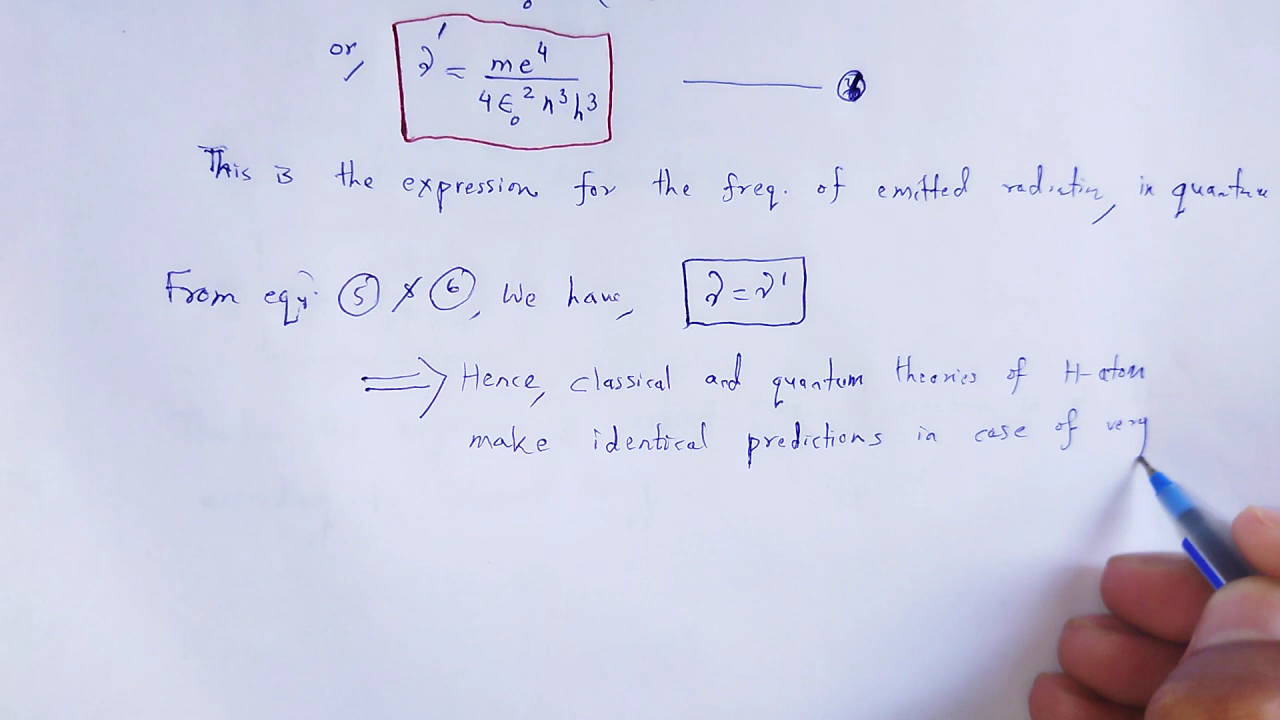 or, ν' = me⁴ / 4ε₀²n³h³
This is the expression for the freq. of emitted radiation, in quantum
From eqⁿ. ⑤ & ⑥, We have, ν = ν'
⟹ Hence, classical and quantum theories of H-atom
make identical predictions in case of very